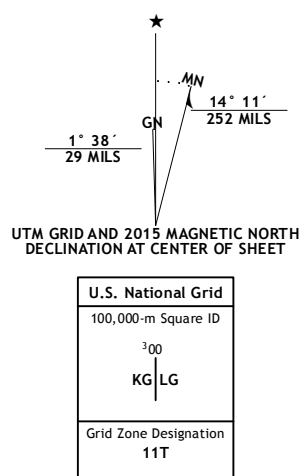 ★
MN
GN
14° 11´
252 MILS
1° 38´
29 MILS
UTM GRID AND 2015 MAGNETIC NORTH
DECLINATION AT CENTER OF SHEET
U.S. National Grid
100,000-m Square ID
³00
KG LG
Grid Zone Designation
11T